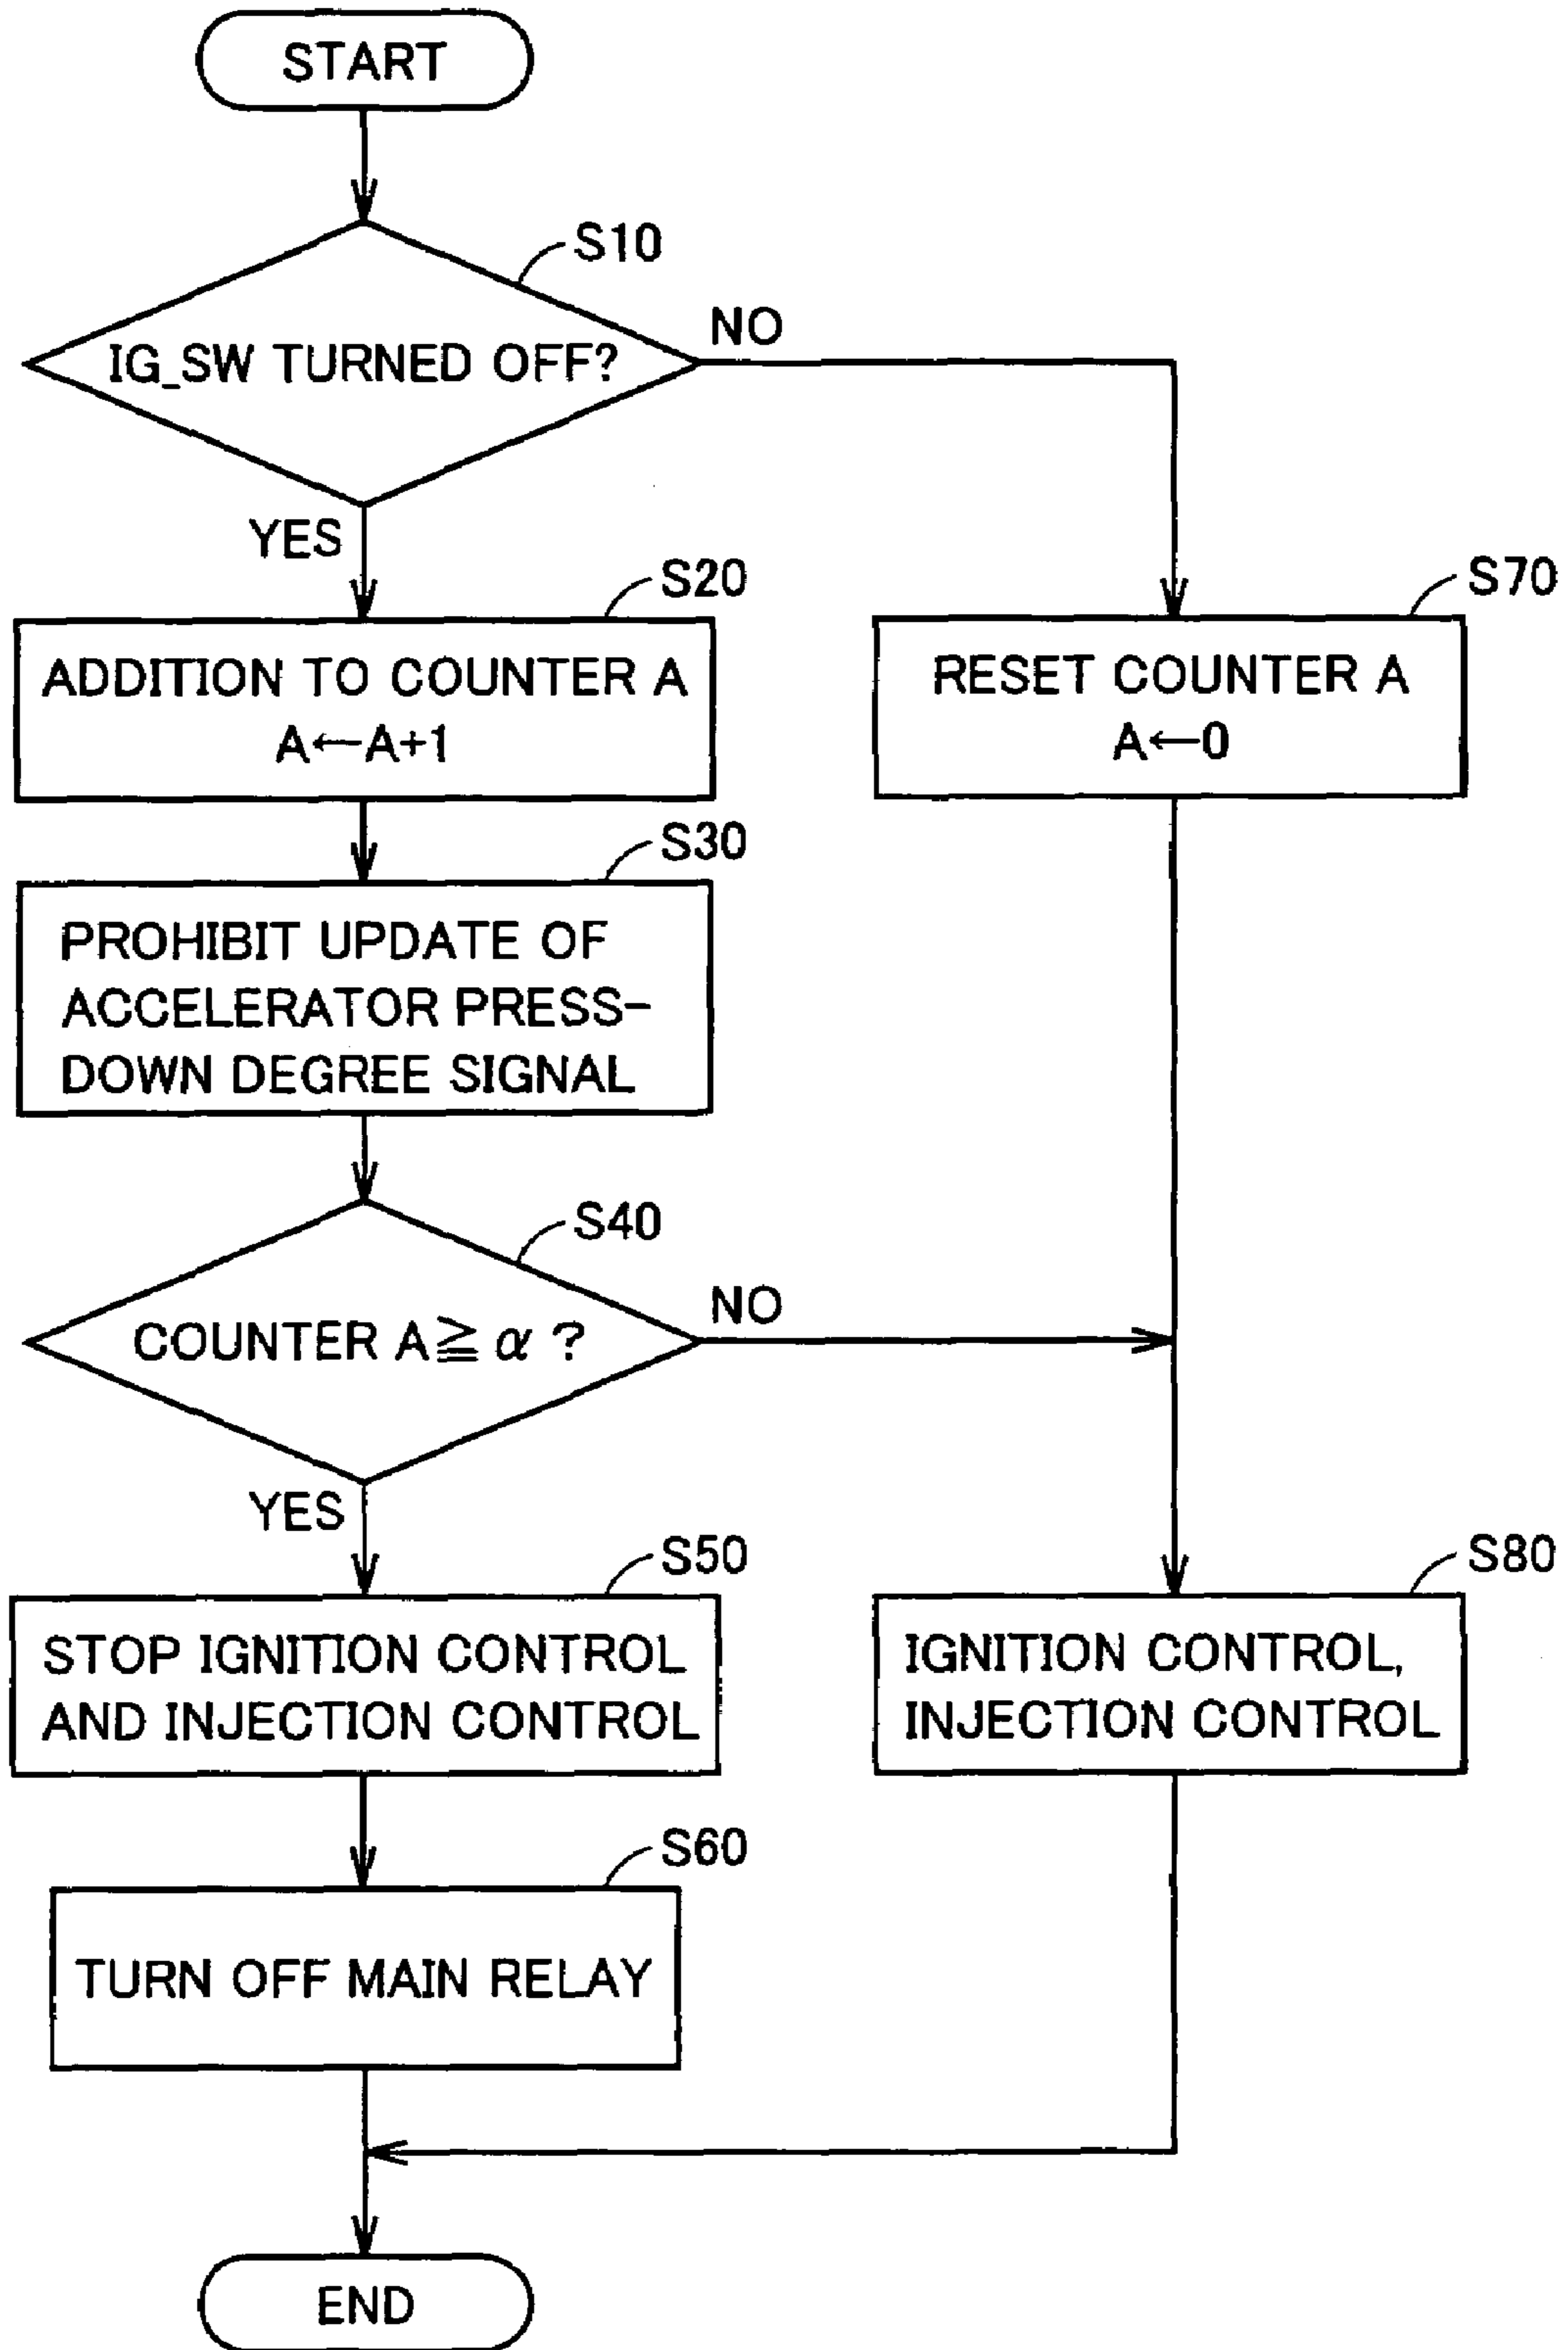 START
S10
IG_SW TURNED OFF?
NO
YES
S20
ADDITION TO COUNTER A
A←A+1
S70
RESET COUNTER A
A←0
S30
PROHIBIT UPDATE OF
ACCELERATOR PRESS-
DOWN DEGREE SIGNAL
S40
COUNTER A≧α ?
NO
YES
S50
STOP IGNITION CONTROL
AND INJECTION CONTROL
S80
IGNITION CONTROL,
INJECTION CONTROL
S60
TURN OFF MAIN RELAY
END